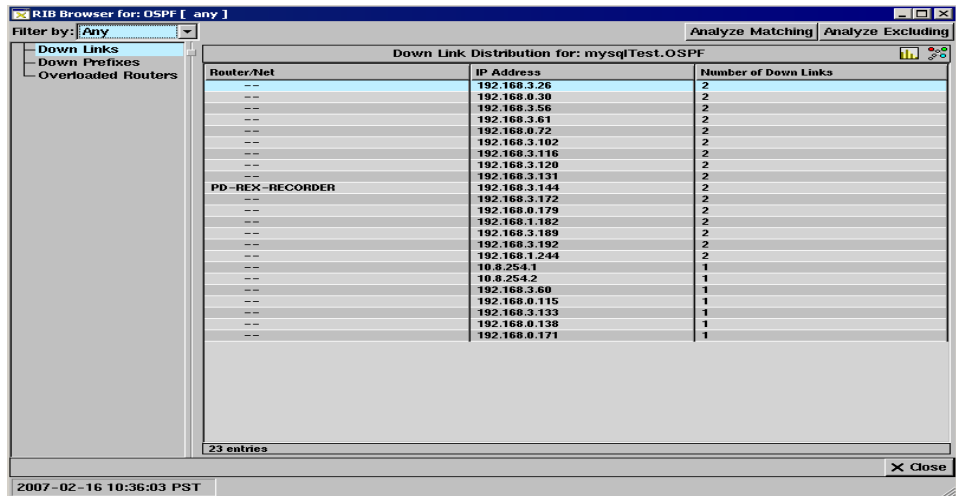 RIB Browser for: OSPF [ any ]
Filter by: Any
Analyze Matching Analyze Excluding
Down Links
Down Prefixes
Overloaded Routers
Down Link Distribution for: mysqlTest.OSPF
Router/Net IP Address Number of Down Links
-- 192.168.3.26 2
-- 192.168.0.30 2
-- 192.168.3.56 2
-- 192.168.3.61 2
-- 192.168.0.72 2
-- 192.168.3.102 2
-- 192.168.3.116 2
-- 192.168.3.120 2
-- 192.168.3.131 2
PD-REX-RECORDER 192.168.3.144 2
-- 192.168.3.172 2
-- 192.168.0.179 2
-- 192.168.1.182 2
-- 192.168.3.189 2
-- 192.168.3.192 2
-- 192.168.1.244 2
-- 10.8.254.1 1
-- 10.8.254.2 1
-- 192.168.3.60 1
-- 192.168.0.115 1
-- 192.168.3.133 1
-- 192.168.0.138 1
-- 192.168.0.171 1
23 entries
Close
2007-02-16 10:36:03 PST